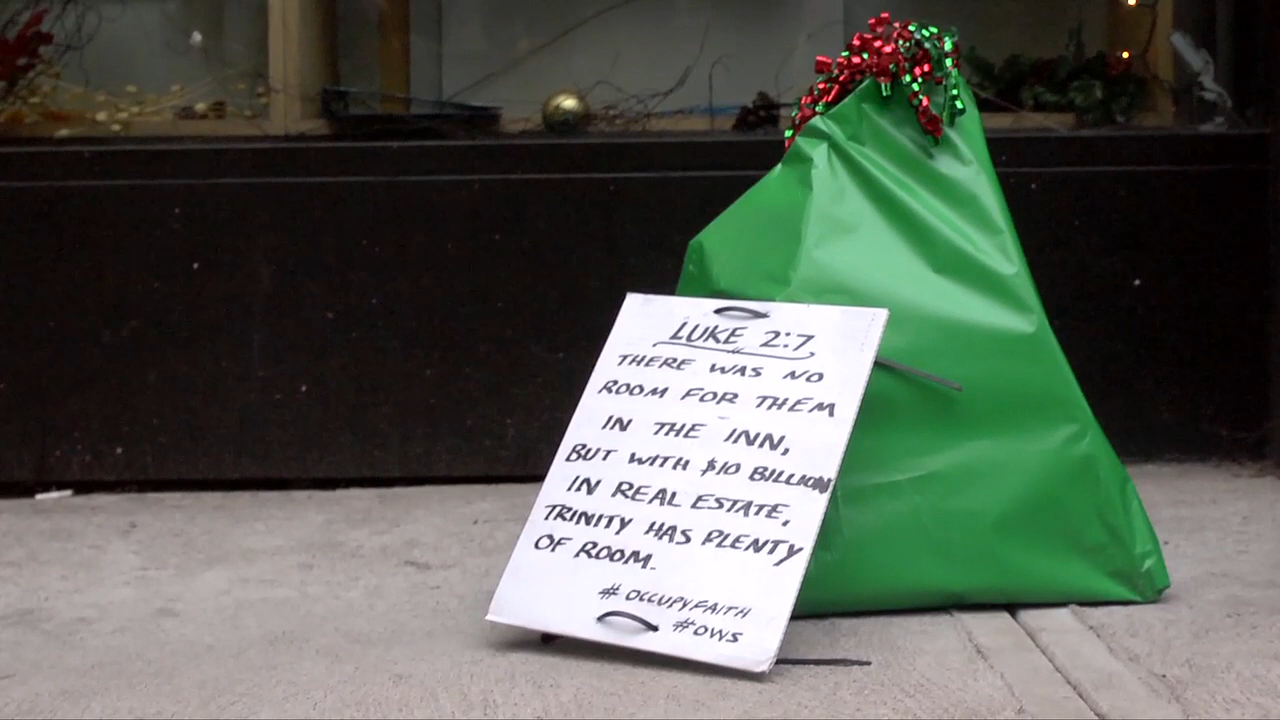 LUKE 2:7
THERE WAS NO
ROOM FOR THEM
IN THE INN,
BUT WITH $10 BILLION
IN REAL ESTATE,
TRINITY HAS PLENTY
OF ROOM.
# OCCUPYFAITH
#OWS